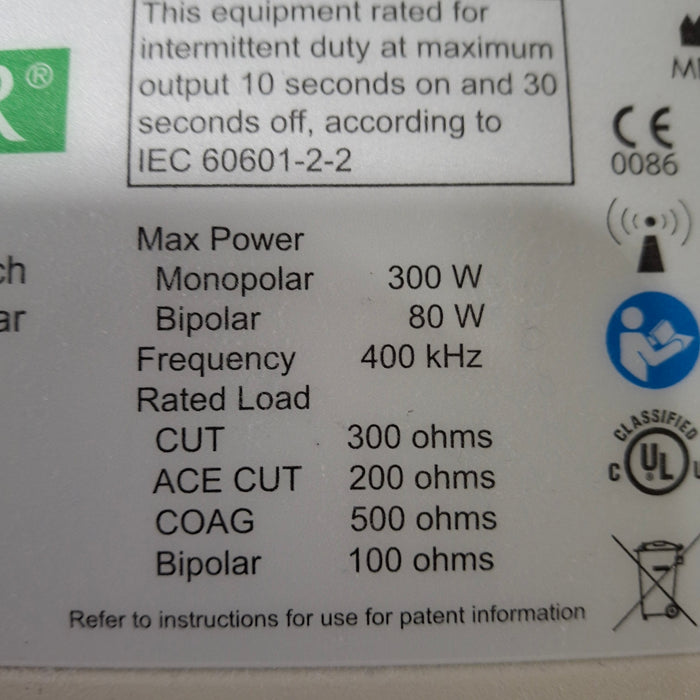 This equipment rated for
intermittent duty at maximum
output 10 seconds on and 30
seconds off, according to
IEC 60601-2-2
R®
CE
0086
Max Power
Monopolar 300 W
Bipolar 80 W
Frequency 400 kHz
Rated Load
CUT 300 ohms
ACE CUT 200 ohms
COAG 500 ohms
Bipolar 100 ohms
CLASSIFIED
C UL
Refer to instructions for use for patent information